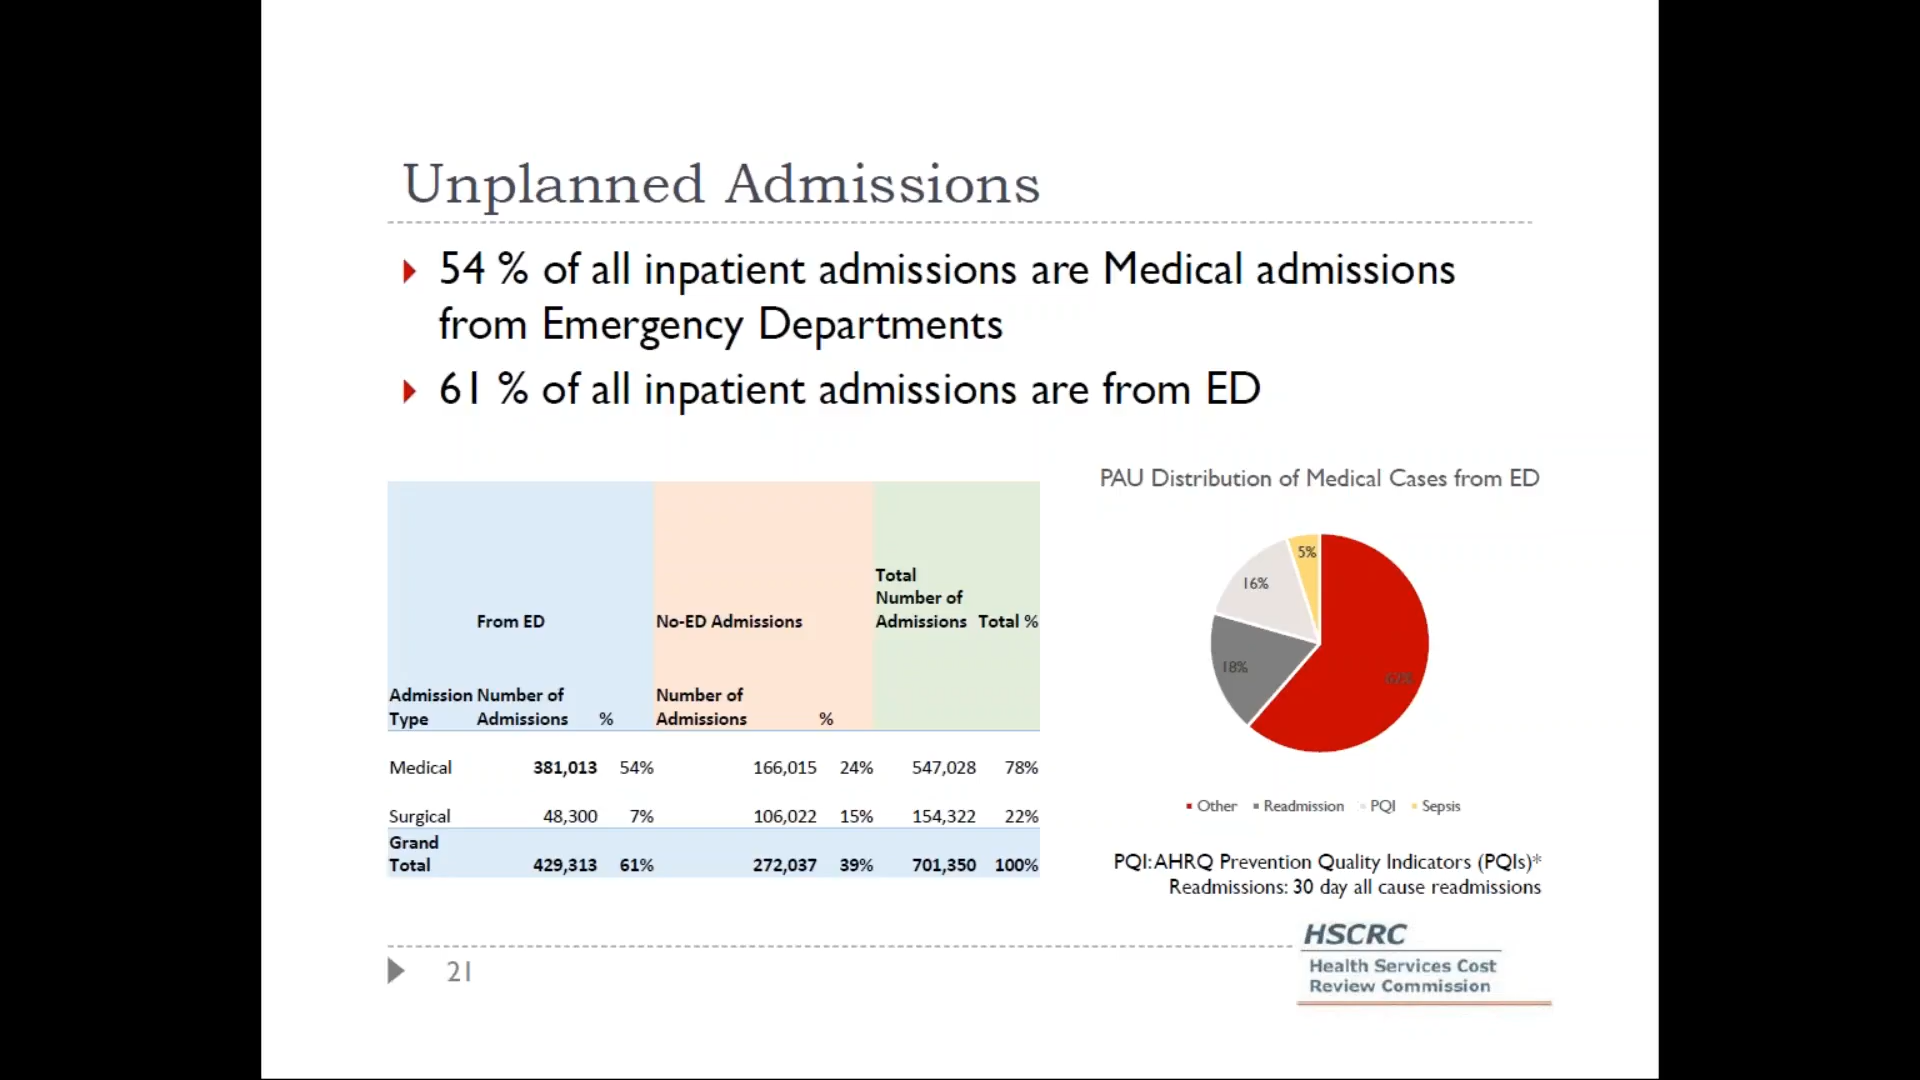 Unplanned Admissions
54 % of all inpatient admissions are Medical admissions
from Emergency Departments
61 % of all inpatient admissions are from ED
From ED
No-ED Admissions
Total
Number of
Admissions Total %
Admission Number of
Type Admissions %
Number of
Admissions %
Medical 381,013 54% 166,015 24% 547,028 78%
Surgical 48,300 7% 106,022 15% 154,322 22%
Grand
Total 429,313 61% 272,037 39% 701,350 100%
PAU Distribution of Medical Cases from ED
5%
16%
18%
Other Readmission PQI Sepsis
PQI: AHRQ Prevention Quality Indicators (PQIs)*
Readmissions: 30 day all cause readmissions
HSCRC
Health Services Cost
Review Commission
21